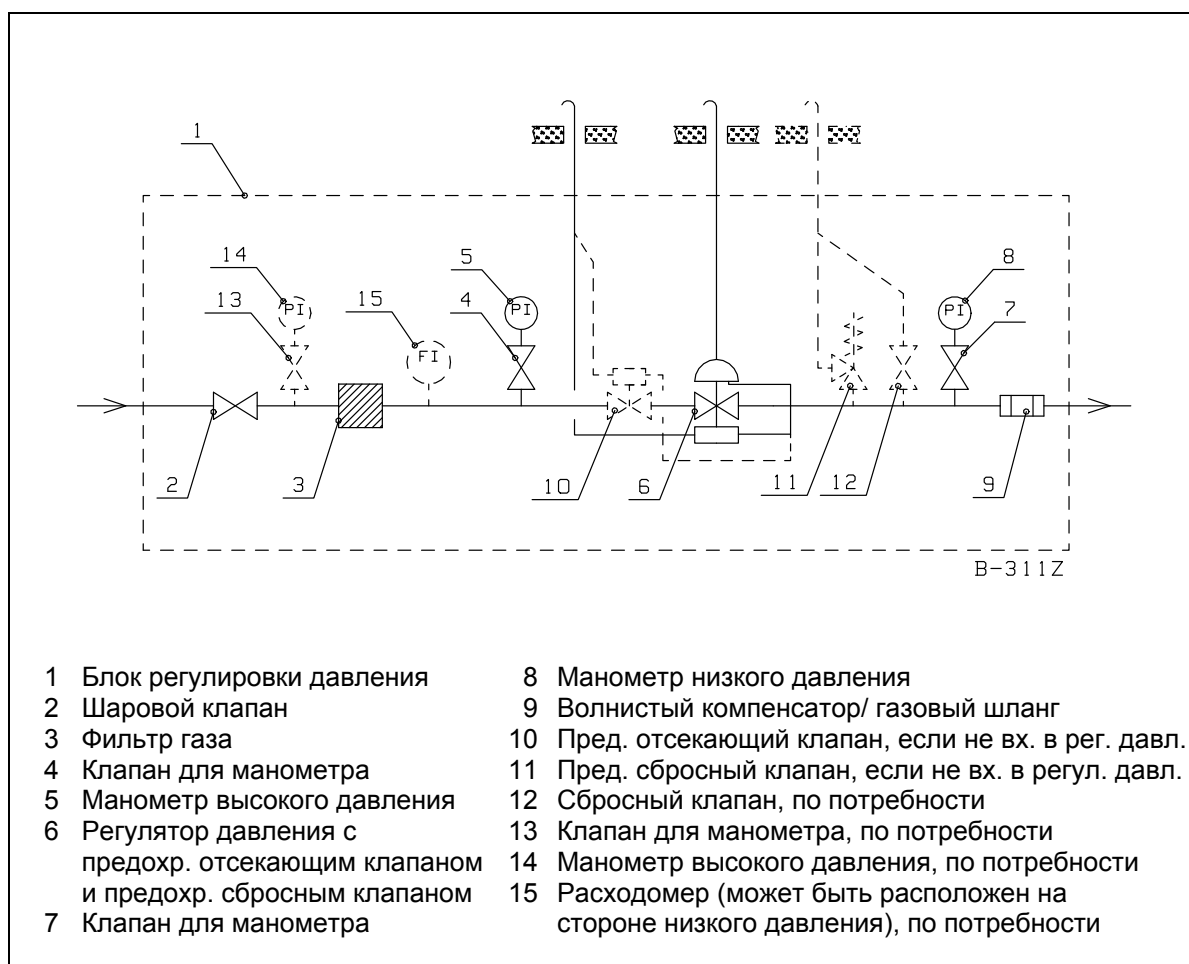 1
14
5
8
13
15
4
7
PI
PI
PI
FI
2
3
10
6
11
12
9
B-311Z
1 Блок регулировки давления
2 Шаровой клапан
3 Фильтр газа
4 Клапан для манометра
5 Манометр высокого давления
6 Регулятор давления с
предохр. отсекающим клапаном
и предохр. сбросным клапаном
7 Клапан для манометра
8 Манометр низкого давления
9 Волнистый компенсатор/ газовый шланг
10 Пред. отсекающий клапан, если не вх. в рег. давл.
11 Пред. сбросный клапан, если не вх. в регул. давл.
12 Сбросный клапан, по потребности
13 Клапан для манометра, по потребности
14 Манометр высокого давления, по потребности
15 Расходомер (может быть расположен на
стороне низкого давления), по потребности